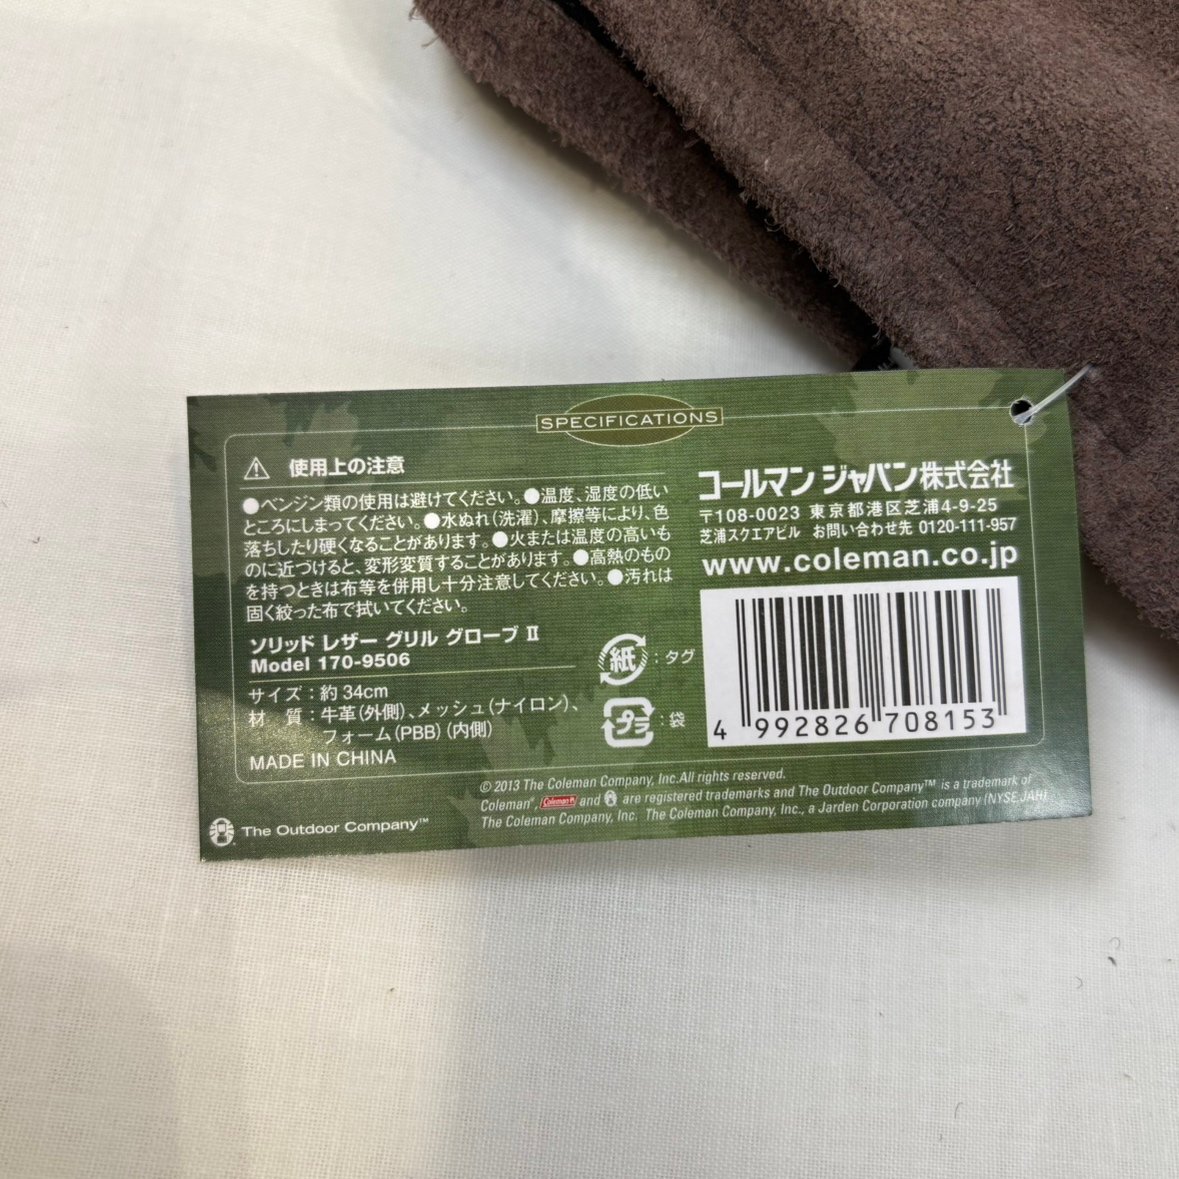 SPECIFICATIONS
使用上の注意
●ベンジン類の使用は避けてください。●温度、湿度の低い
ところにしまってください。●水ぬれ(洗濯)、摩擦等により、色
落ちしたり硬くなることがあります。●火または温度の高いも
のに近づけると、変形変質することがあります。●高熱のもの
を持つときは布等を併用し十分注意してください。●汚れは
固く絞った布で拭いてください。
ソリッド レザー グリル グローブ II
Model 170-9506
サイズ:約34cm
材 質:牛革(外側)、メッシュ(ナイロン)、
フォーム(PBB)(内側)
MADE IN CHINA
紙:タグ
プラ:袋
コールマン ジャパン株式会社
〒108-0023 東京都港区芝浦4-9-25
芝浦スクエアビル お問い合わせ先 0120-111-957
www.coleman.co.jp
4 992826 708153
© 2013 The Coleman Company, Inc.All rights reserved.
Coleman®, Coleman and are registered trademarks and The Outdoor Company™ is a trademark of
The Coleman Company, Inc. The Coleman Company, Inc., a Jarden Corporation company (NYSE:JAH)
The Outdoor Company™